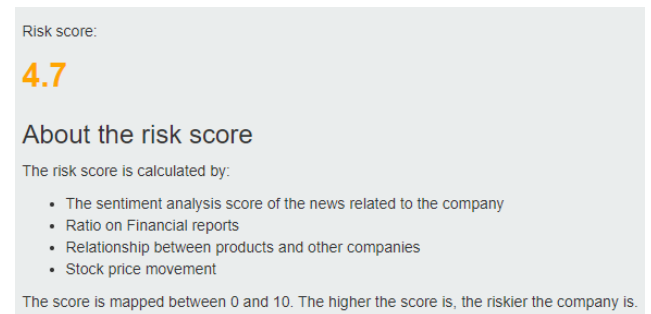 Risk score:
4.7
About the risk score
The risk score is calculated by:
• The sentiment analysis score of the news related to the company
• Ratio on Financial reports
• Relationship between products and other companies
• Stock price movement
The score is mapped between 0 and 10. The higher the score is, the riskier the company is.